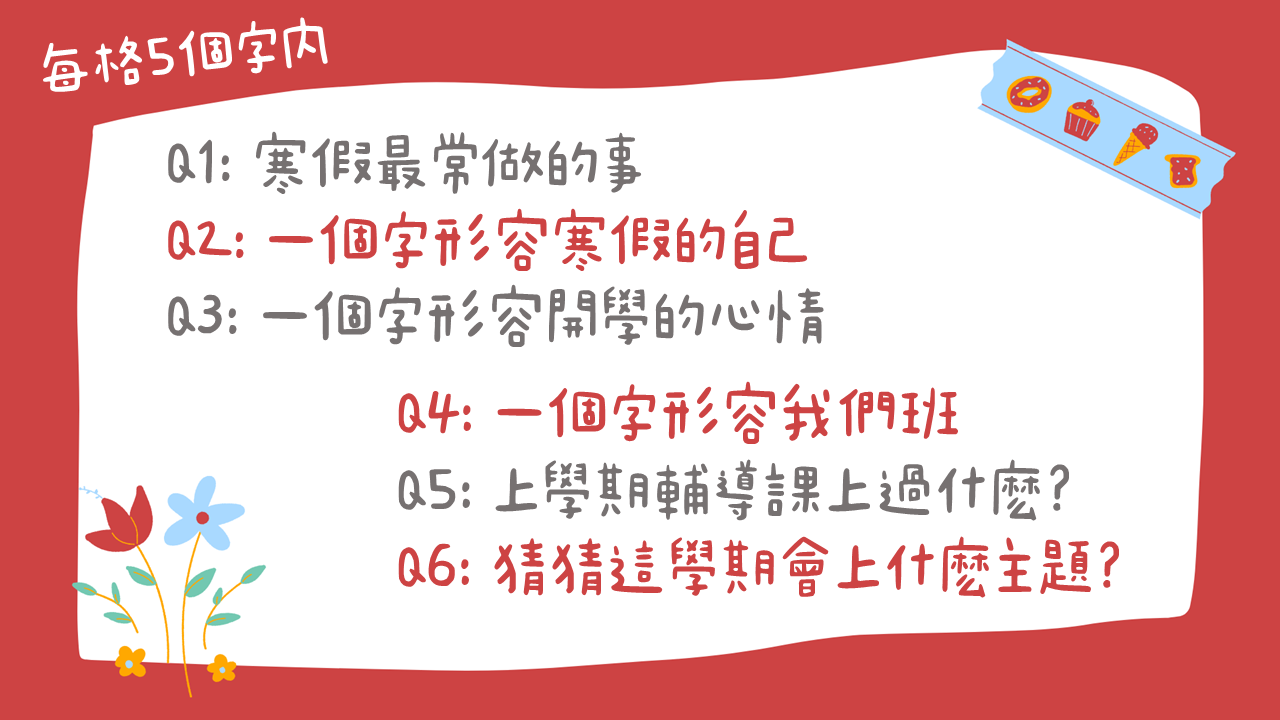 每格5個字內
Q1: 寒假最常做的事
Q2: 一個字形容寒假的自己
Q3: 一個字形容開學的心情
Q4: 一個字形容我們班
Q5: 上學期輔導課上過什麼?
Q6: 猜猜這學期會上什麼主題?